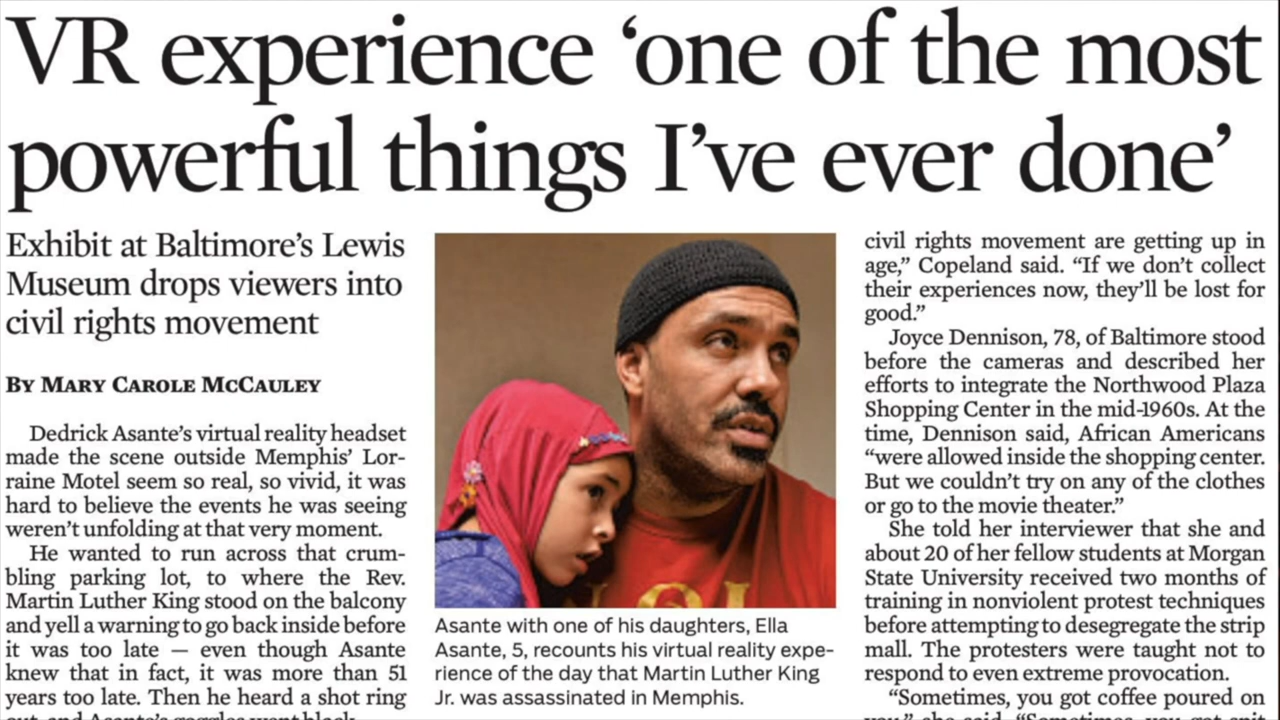 VR experience ‘one of the most
powerful things I’ve ever done’
Exhibit at Baltimore’s Lewis
Museum drops viewers into
civil rights movement
BY MARY CAROLE MCCAULEY
Dedrick Asante’s virtual reality headset
made the scene outside Memphis’ Lor-
raine Motel seem so real, so vivid, it was
hard to believe the events he was seeing
weren’t unfolding at that very moment.
He wanted to run across that crum-
bling parking lot, to where the Rev.
Martin Luther King stood on the balcony
and yell a warning to go back inside before
it was too late — even though Asante
knew that in fact, it was more than 51
years too late. Then he heard a shot ring
out, and Asante’s goggles went black.
Asante with one of his daughters, Ella
Asante, 5, recounts his virtual reality expe-
rience of the day that Martin Luther King
Jr. was assassinated in Memphis.
civil rights movement are getting up in
age,” Copeland said. “If we don’t collect
their experiences now, they’ll be lost for
good.”
Joyce Dennison, 78, of Baltimore stood
before the cameras and described her
efforts to integrate the Northwood Plaza
Shopping Center in the mid-1960s. At the
time, Dennison said, African Americans
“were allowed inside the shopping center.
But we couldn’t try on any of the clothes
or go to the movie theater.”
She told her interviewer that she and
about 20 of her fellow students at Morgan
State University received two months of
training in nonviolent protest techniques
before attempting to desegregate the strip
mall. The protesters were taught not to
respond to even extreme provocation.
“Sometimes, you got coffee poured on
you,” she said. “Sometimes, you got spit